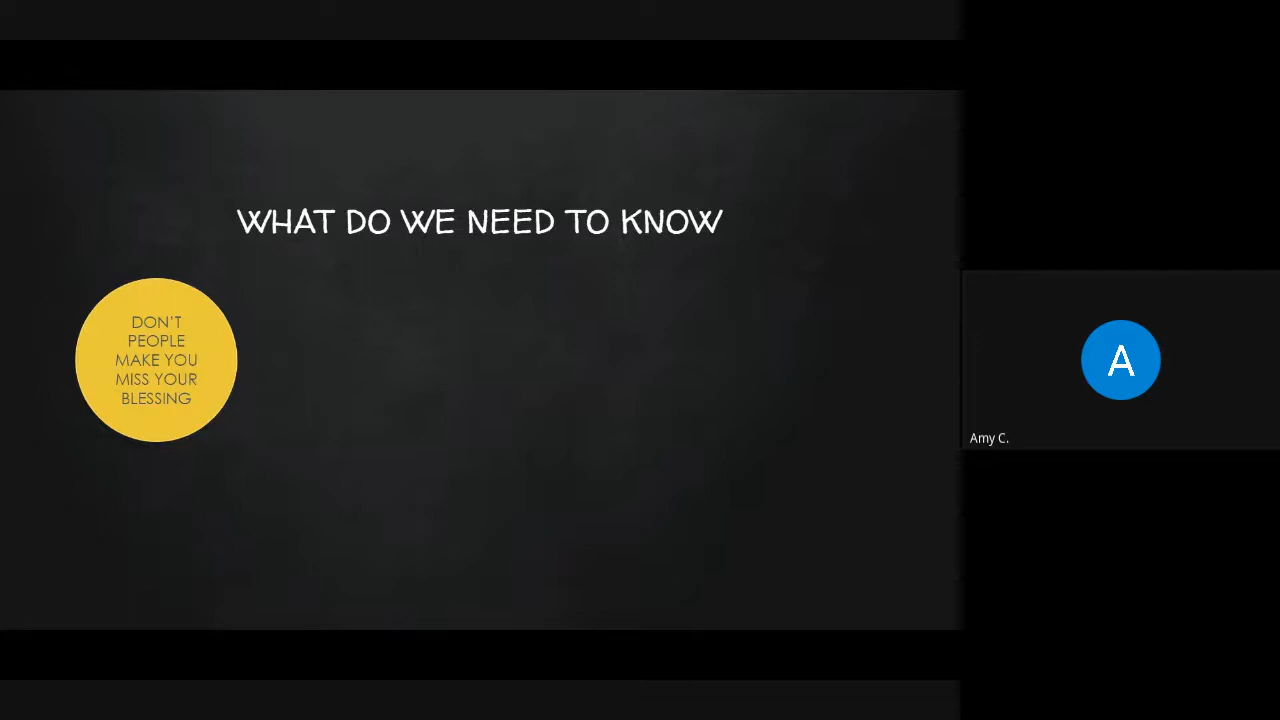 WHAT DO WE NEED TO KNOW
DON'T
PEOPLE
MAKE YOU
MISS YOUR
BLESSING
A
Amy C.